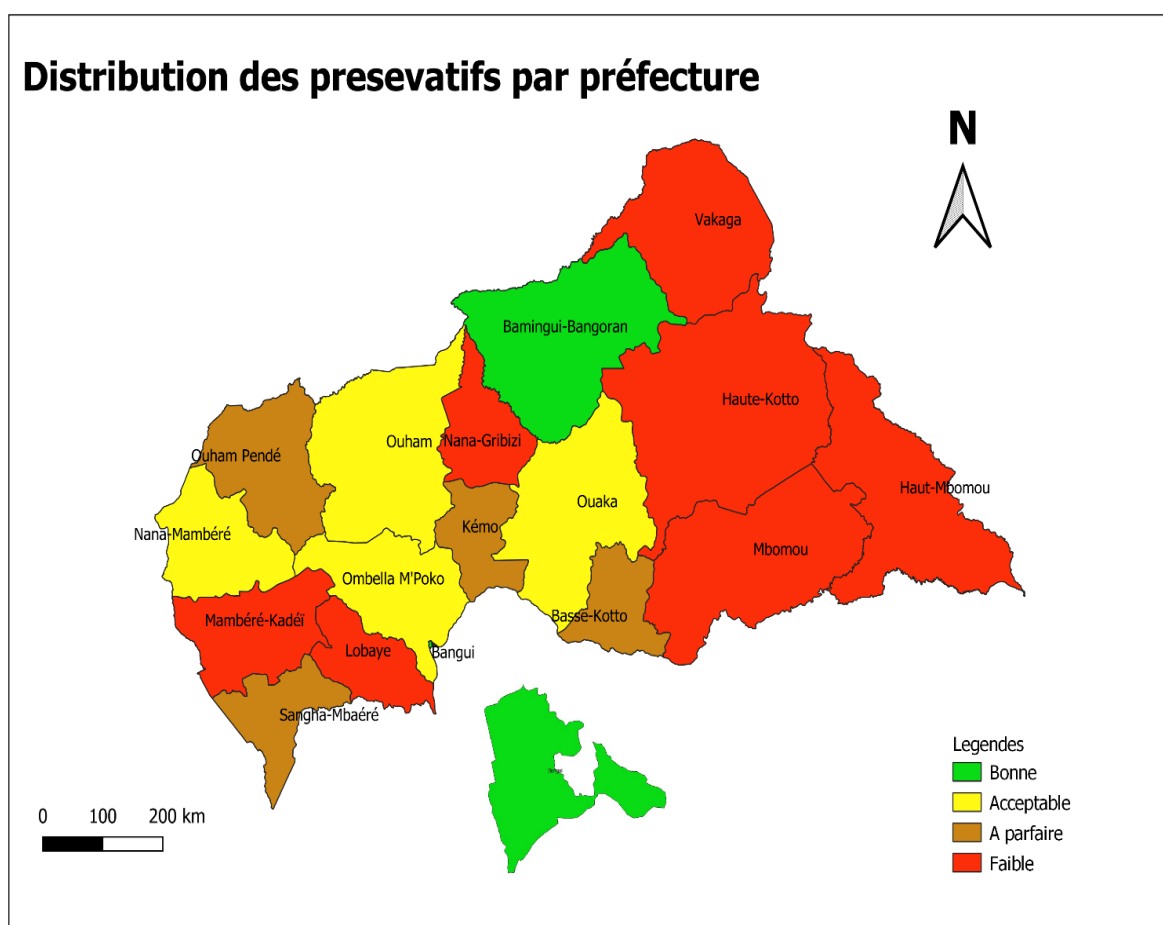 Distribution des presevatifs par préfecture
N
Vakaga
Bamingui-Bangoran
Haute-Kotto
Ouham
Nana-Gribizi
Ouham Pendé
Haut-Mbomou
Ouaka
Kémo
Nana-Mambéré
Mbomou
Ombella M'Poko
Basse-Kotto
Mambéré-Kadéï
Lobaye
Bangui
Sangha-Mbaéré
Legendes
Bonne
Acceptable
A parfaire
Faible
0 100 200 km